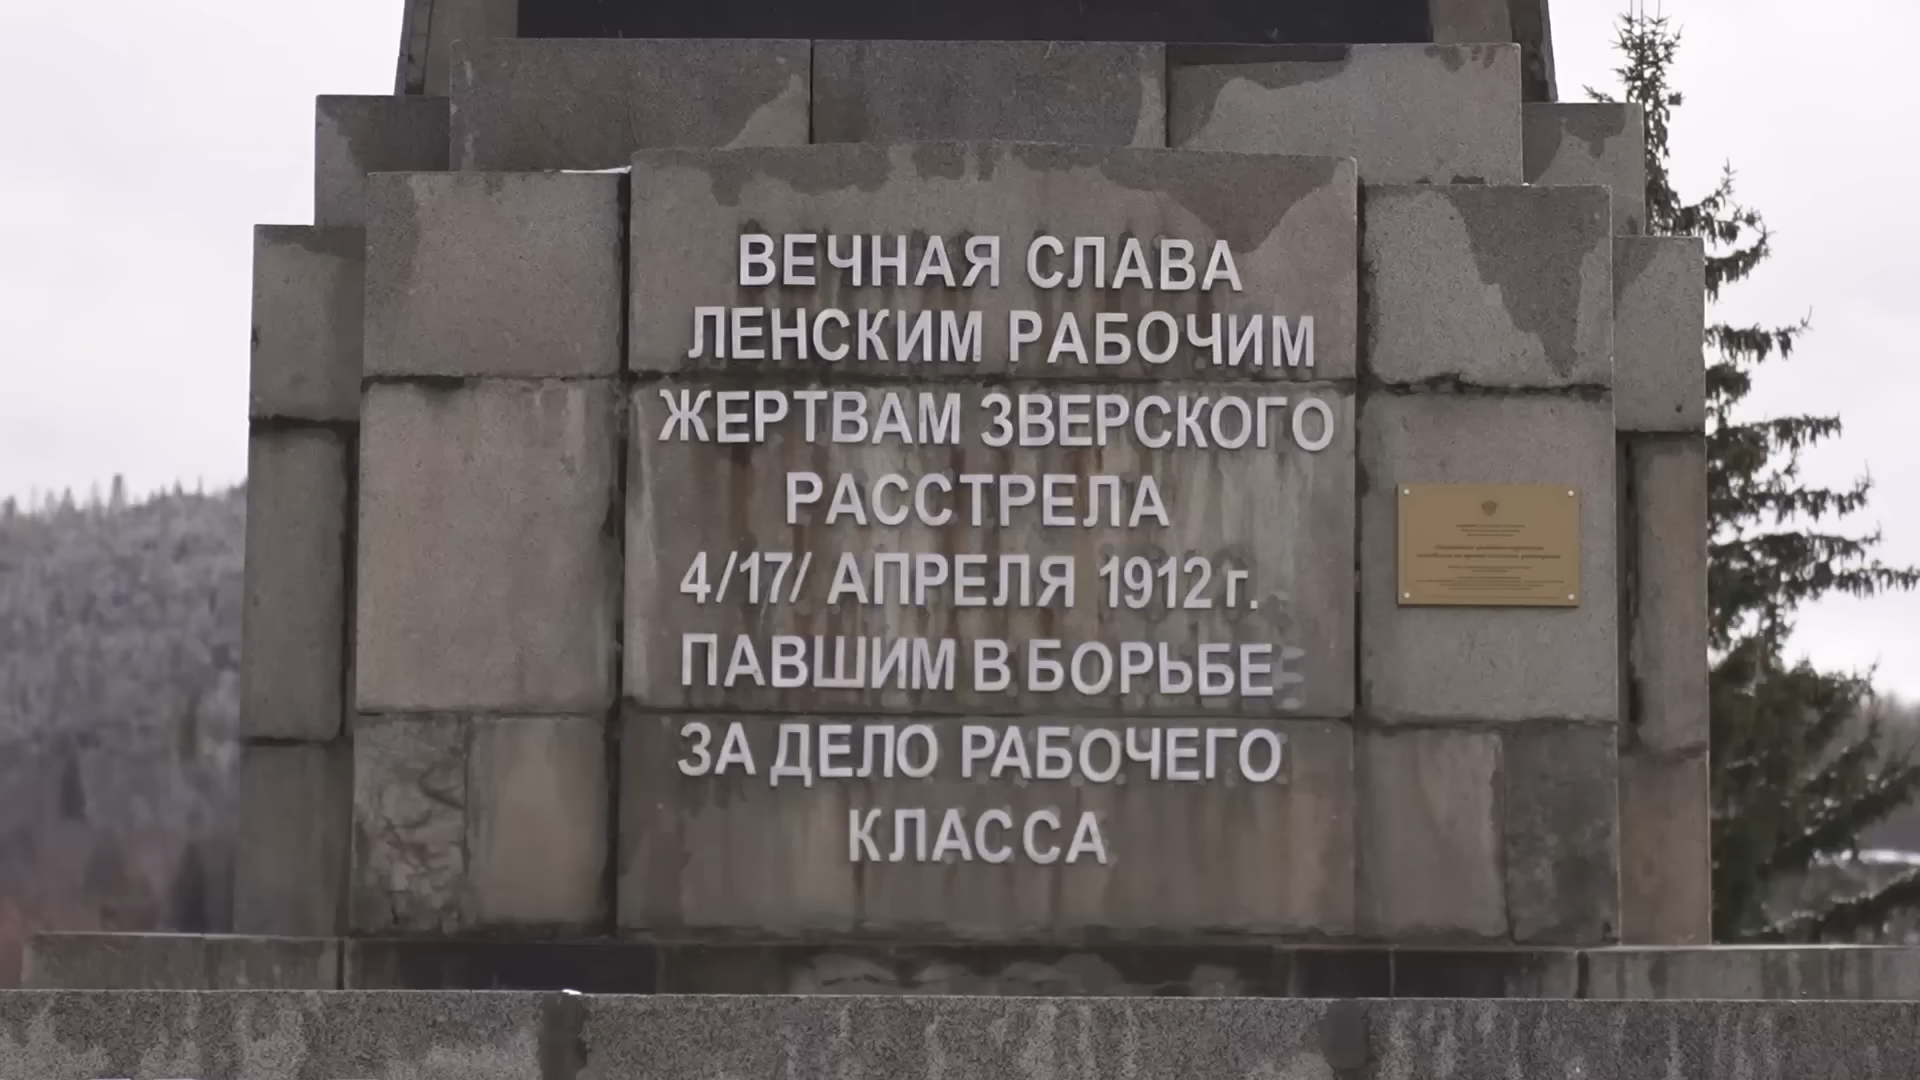 ВЕЧНАЯ СЛАВА
ЛЕНСКИМ РАБОЧИМ
ЖЕРТВАМ ЗВЕРСКОГО
РАССТРЕЛА
4/17/ АПРЕЛЯ 1912 г.
ПАВШИМ В БОРЬБЕ
ЗА ДЕЛО РАБОЧЕГО
КЛАССА